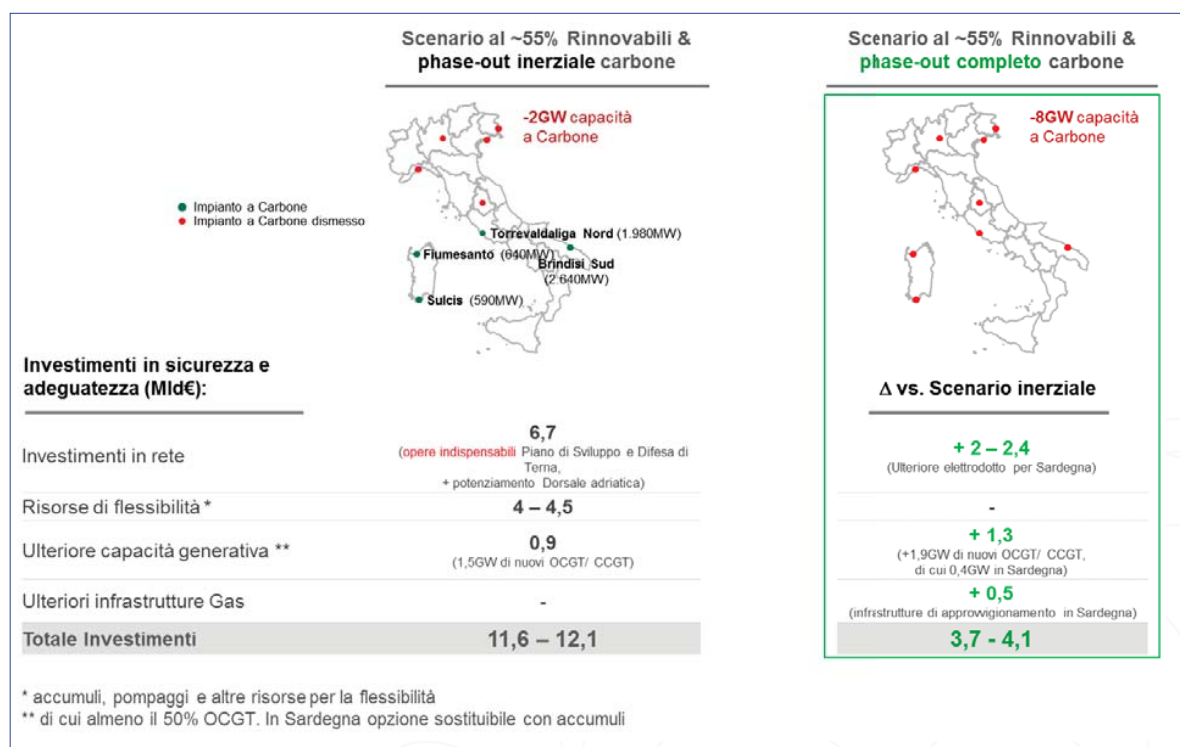 Scenario al ~55% Rinnovabili &
phase-out inerziale carbone
Scenario al ~55% Rinnovabili &
phase-out completo carbone
-2GW capacità
a Carbone
-8GW capacità
a Carbone
Impianto a Carbone
Impianto a Carbone dismesso
Torrevaldaliga Nord (1.980MW)
Fiumesanto (640MW)
Brindisi Sud
(2.640MW)
Sulcis (590MW)
Investimenti in sicurezza e
adeguatezza (Mld€):
Δ vs. Scenario inerziale
Investimenti in rete
6,7
(opere indispensabili Piano di Sviluppo e Difesa di
Terna,
+ potenziamento Dorsale adriatica)
+ 2 – 2,4
(Ulteriore elettrodotto per Sardegna)
Risorse di flessibilità *
4 – 4,5
-
Ulteriore capacità generativa **
0,9
(1,5GW di nuovi OCGT/ CCGT)
+ 1,3
(+1,9GW di nuovi OCGT/ CCGT,
di cui 0,4GW in Sardegna)
Ulteriori infrastrutture Gas
-
+ 0,5
(infrstrutture di approvvigionamento in Sardegna)
Totale Investimenti
11,6 – 12,1
3,7 - 4,1
* accumuli, pompaggi e altre risorse per la flessibilità
** di cui almeno il 50% OCGT. In Sardegna opzione sostituibile con accumuli